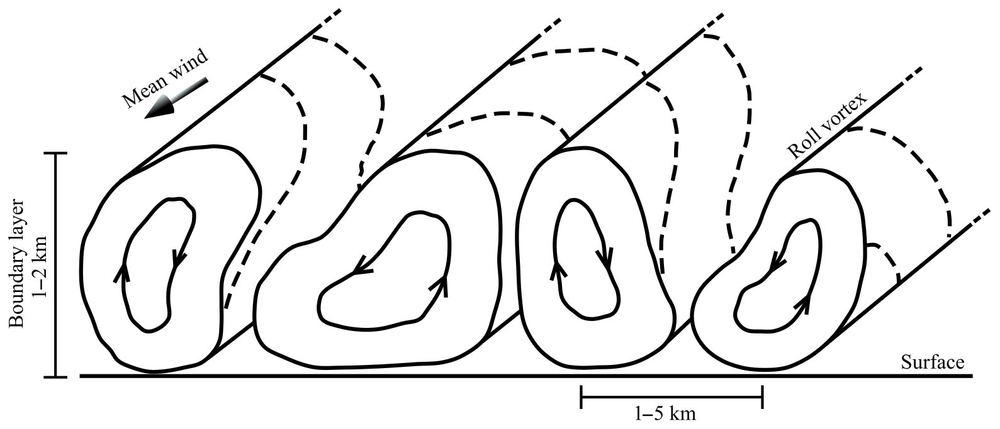 Mean wind
Roll vortex
Boundary layer
1–2 km
Surface
1–5 km